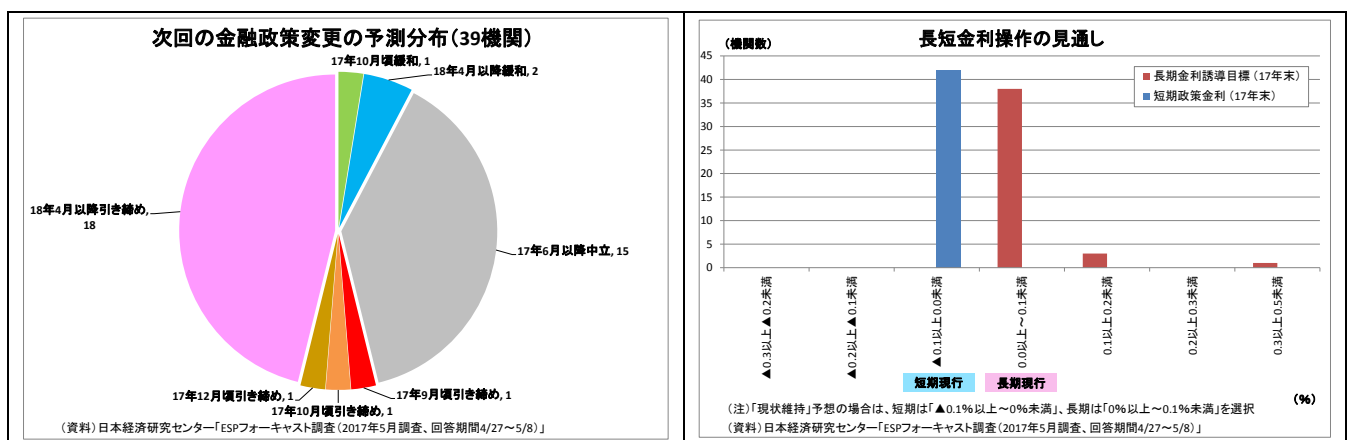 次回の金融政策変更の予測分布（39機関）
17年10月頃緩和, 1
18年4月以降緩和, 2
18年4月以降引き締め,
18
17年6月以降中立, 15
17年12月頃引き締め, 1
17年10月頃引き締め, 1
17年9月頃引き締め, 1
（資料）日本経済研究センター「ESPフォーキャスト調査（2017年5月調査、回答期間4/27～5/8）」
長短金利操作の見通し
（機関数）
45
40
35
30
25
20
15
10
5
0
長期金利誘導目標（17年末）
短期政策金利（17年末）
▲0.3以上▲0.2未満
▲0.2以上▲0.1未満
▲0.1以上0.0未満
0.0以上～0.1未満
0.1以上0.2未満
0.2以上0.3未満
0.3以上0.5未満
短期現行
長期現行
（%）
（注）「現状維持」予想の場合は、短期は「▲0.1%以上～0%未満」、長期は「0%以上～0.1%未満」を選択
（資料）日本経済研究センター「ESPフォーキャスト調査（2017年5月調査、回答期間4/27～5/8）」